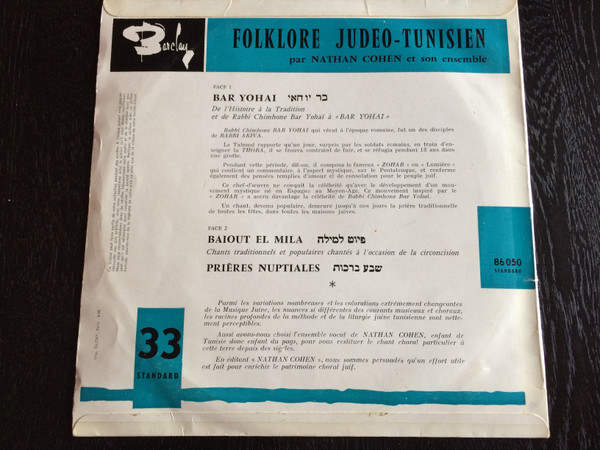 Barclay
FOLKLORE JUDEO-TUNISIEN
par NATHAN COHEN et son ensemble
FACE 1
BAR YOHAI בר יוחאי
De l'Histoire à la Tradition
et de Rabbi Chimhone Bar Yohai à « BAR YOHAI »
Rabbi Chimhone BAR YOHAI qui vécut à l'époque romaine, fut un des disciples
de RABBI AKIVA.
Le Talmud rapporte qu'un jour, surpris par les soldats romains, en train d'en-
seigner la THORA, il se trouva contraint de fuir, et se réfugia pendant 13 ans dans
une grotte.
Pendant cette période, dit-on, il composa le fameux « ZOHAR » ou « Lumière »
qui contient un commentaire, à l'aspect mystique, sur le Pentateuque, et renferme
également des pensées remplies d'amour et de consolation pour le peuple juif.
Ce chef-d'œuvre ne conquit la célébrité qu'avec le développement d'un mou-
vement mystique né en Espagne au Moyen-Age. Ce mouvement inspiré par le
« ZOHAR » a accru davantage la célébrité de Rabbi Chimhone Bar Yohai.
Un chant, devenu populaire, demeure jusqu'à nos jours la prière traditionnelle
de toutes les fêtes, dans toutes les maisons juives.
FACE 2
BAIOUT EL MILA פיוט למילה
Chants traditionnels et populaires chantés à l'occasion de la circoncision
PRIÈRES NUPTIALES שבע ברכות
*
86 050
STANDARD
Parmi les variations nombreuses et les colorations extrêmement changeantes
de la Musique Juive, les nuances si différentes des courants musicaux et choraux,
les racines profondes de la méthode et de la liturgie juive tunisienne sont nette-
ment perceptibles.
Aussi avons-nous choisi l'ensemble vocal de NATHAN COHEN, enfant de
Tunisie donc enfant du pays, pour vous restituer le chant choral particulier à
cette terre depuis des siècles.
En éditant « NATHAN COHEN », nous sommes persuadés qu'un effort utile
est fait pour enrichir le patrimoine choral juif.
33
STANDARD